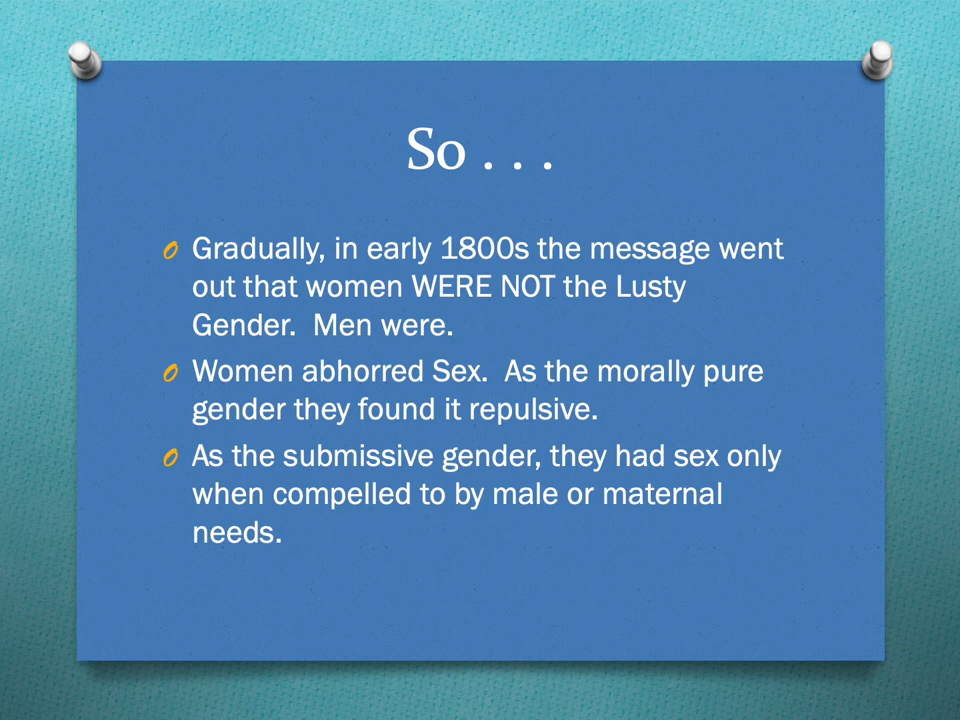 So . . .
Gradually, in early 1800s the message went
out that women WERE NOT the Lusty
Gender.  Men were.
Women abhorred Sex.  As the morally pure
gender they found it repulsive.
As the submissive gender, they had sex only
when compelled to by male or maternal
needs.